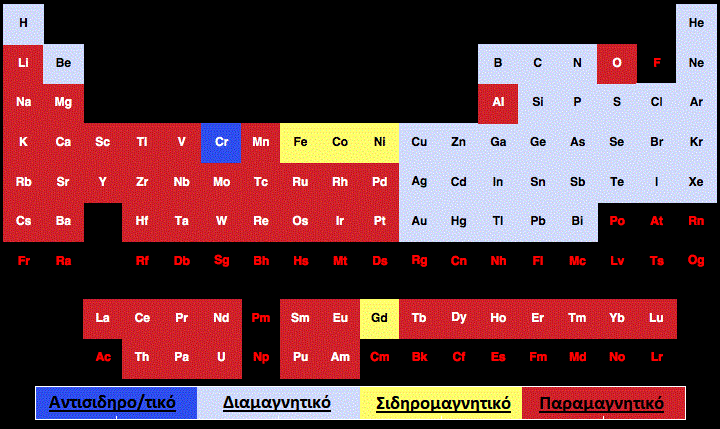 H He
Li Be B C N O F Ne
Na Mg Al Si P S Cl Ar
K Ca Sc Ti V Cr Mn Fe Co Ni Cu Zn Ga Ge As Se Br Kr
Rb Sr Y Zr Nb Mo Tc Ru Rh Pd Ag Cd In Sn Sb Te I Xe
Cs Ba Hf Ta W Re Os Ir Pt Au Hg Tl Pb Bi Po At Rn
Fr Ra Rf Db Sg Bh Hs Mt Ds Rg Cn Nh Fl Mc Lv Ts Og
La Ce Pr Nd Pm Sm Eu Gd Tb Dy Ho Er Tm Yb Lu
Ac Th Pa U Np Pu Am Cm Bk Cf Es Fm Md No Lr
Αντισιδηρο/τικό Διαμαγνητικό Σιδηρομαγνητικό Παραμαγνητικό